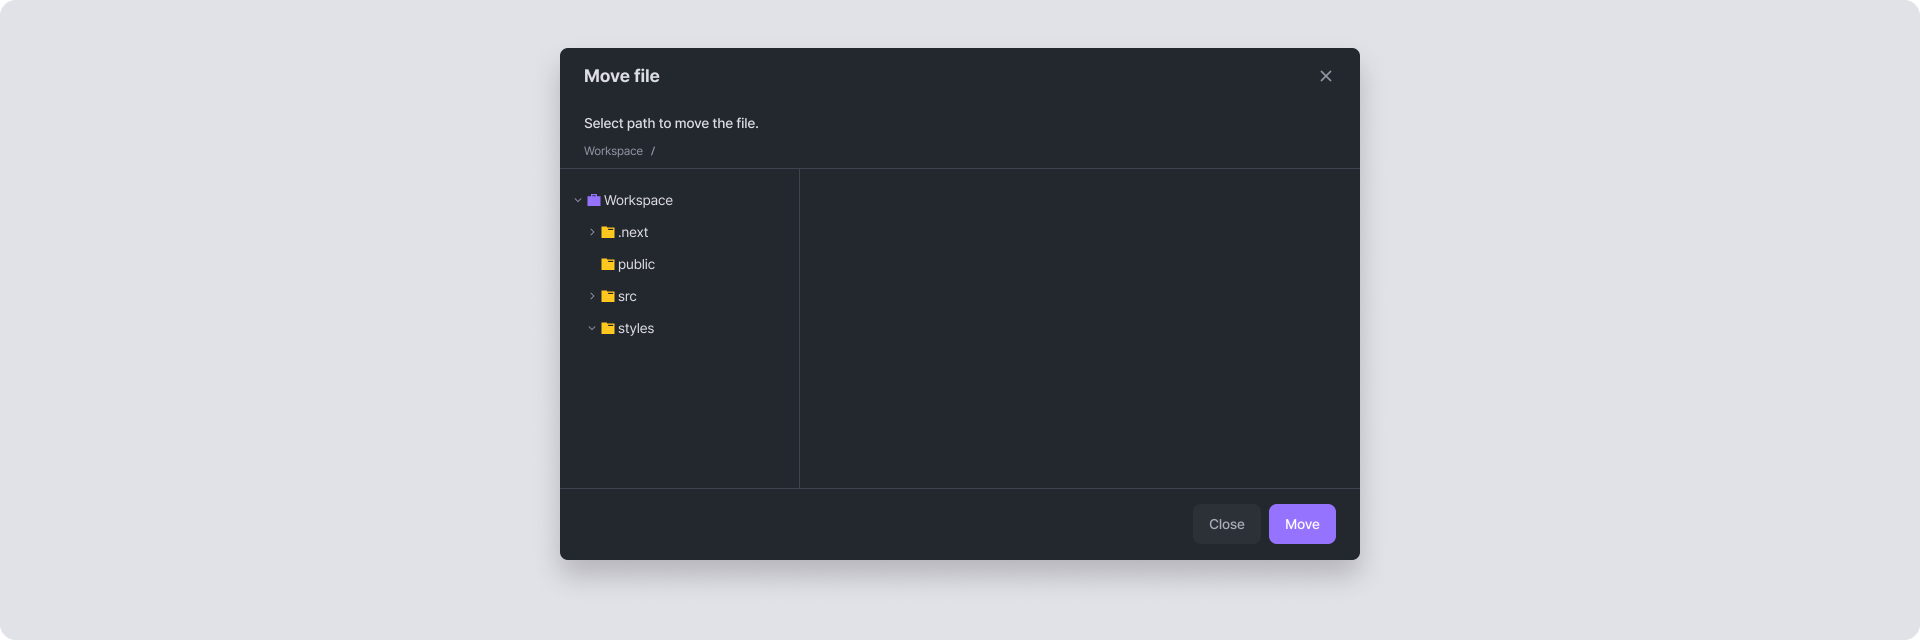 Move file
Select path to move the file.
Workspace /
Workspace
.next
public
src
styles
Close
Move